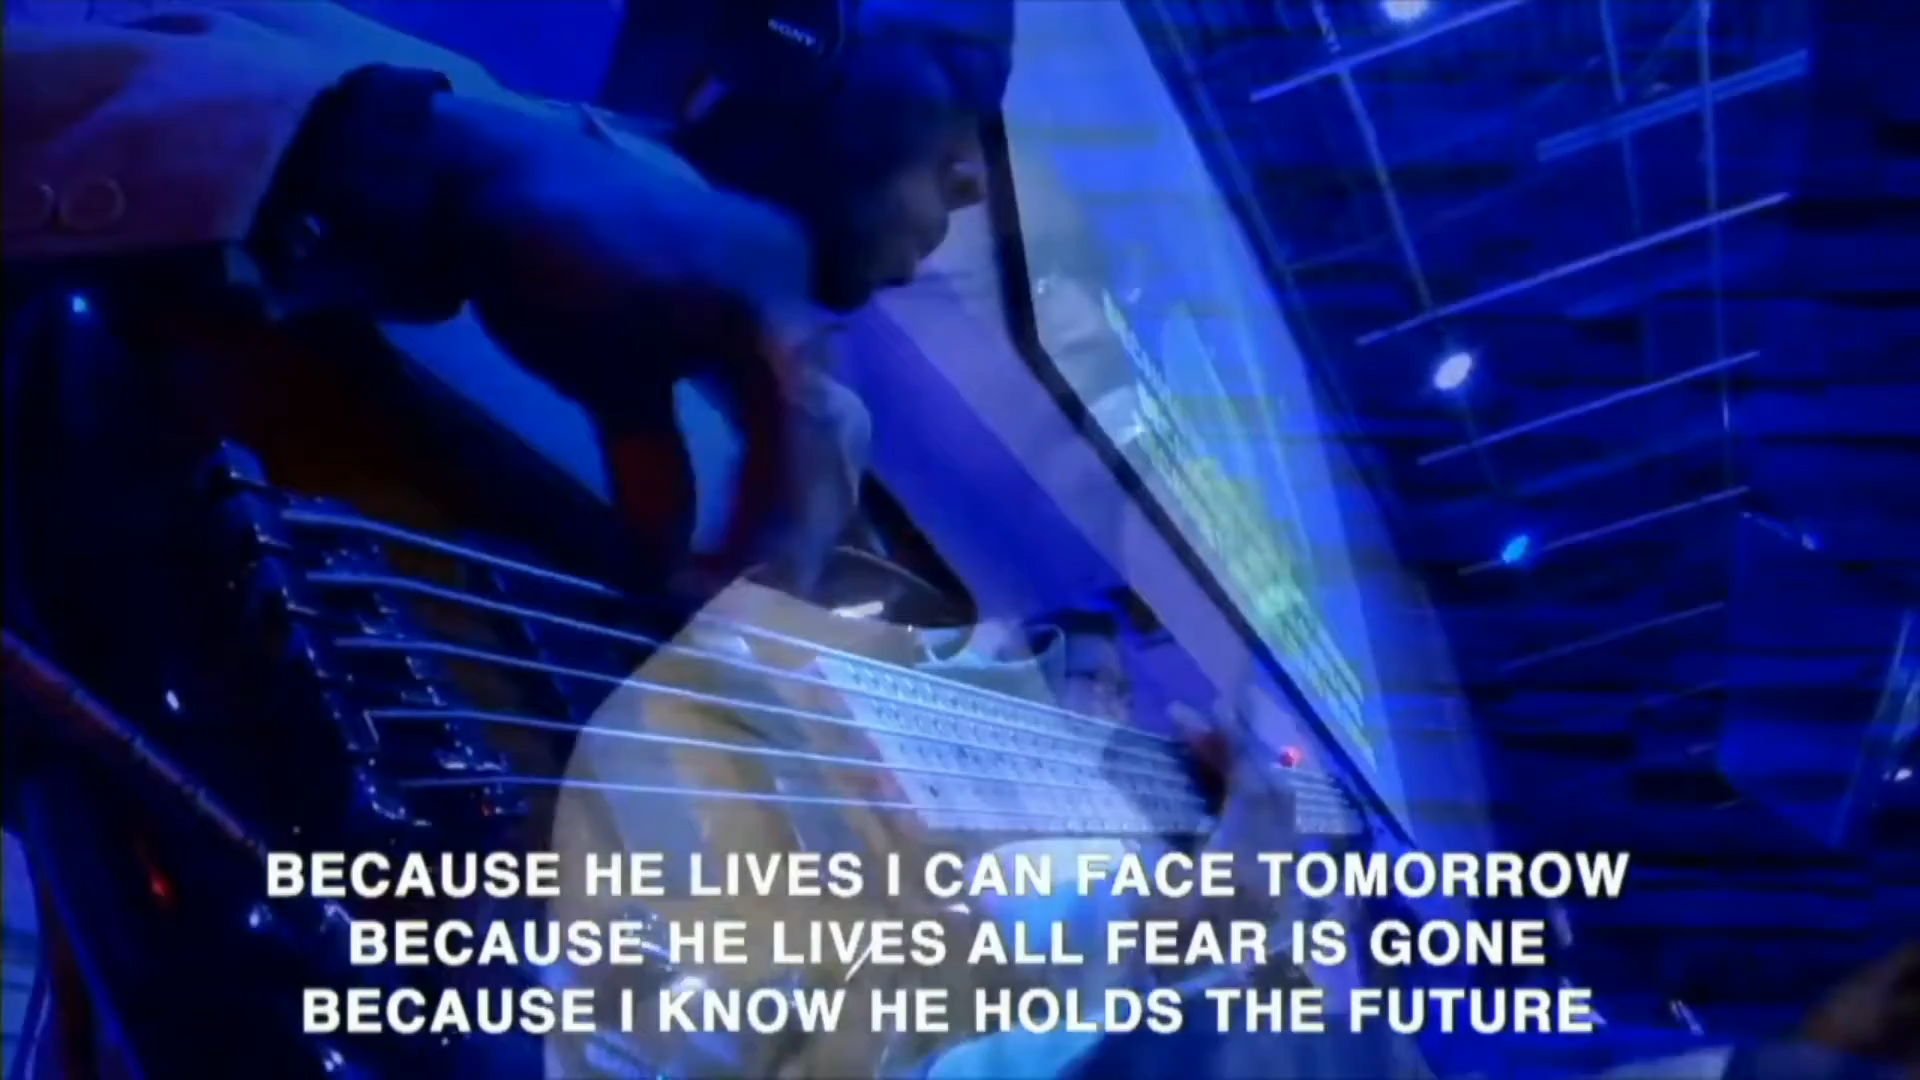 SONY
BECAUSE HE LIVES I CAN FACE TOMORROW
BECAUSE HE LIVES ALL FEAR IS GONE
BECAUSE I KNOW HE HOLDS THE FUTURE